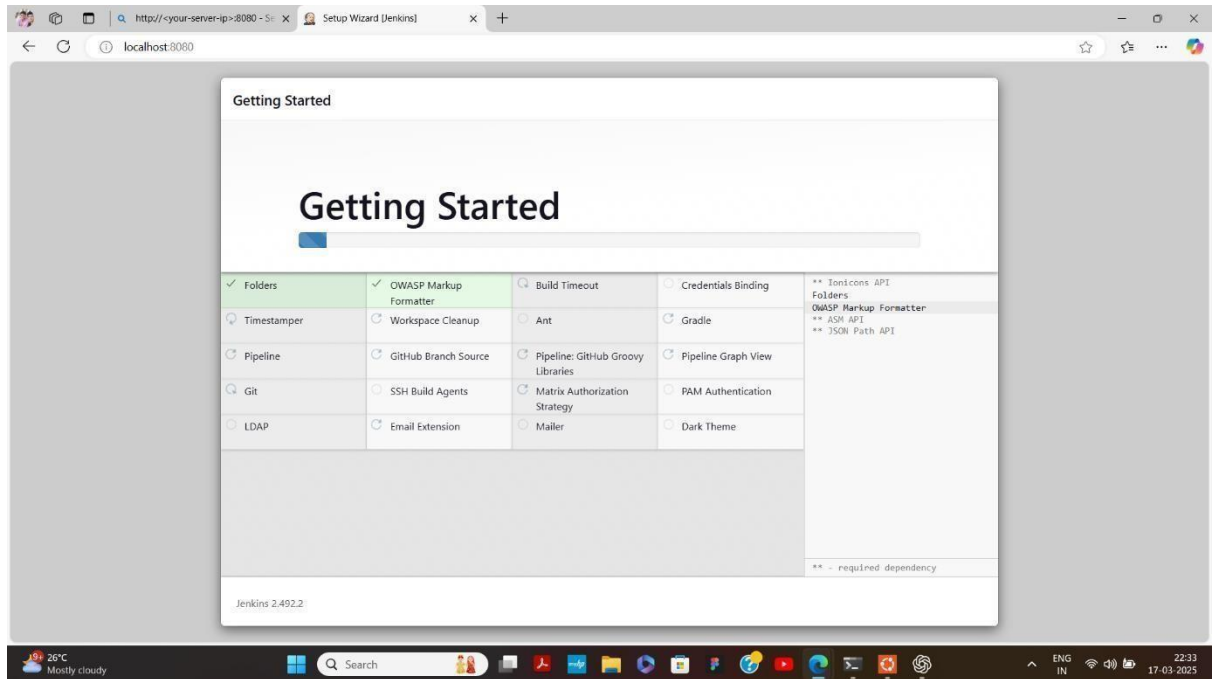 http://<your-server-ip>:8080 - Se
Setup Wizard [Jenkins]
localhost:8080
Getting Started
Getting Started
Folders
OWASP Markup
Formatter
Build Timeout
Credentials Binding
Timestamper
Workspace Cleanup
Ant
Gradle
Pipeline
GitHub Branch Source
Pipeline: GitHub Groovy
Libraries
Pipeline Graph View
Git
SSH Build Agents
Matrix Authorization
Strategy
PAM Authentication
LDAP
Email Extension
Mailer
Dark Theme
** Ionicons API
Folders
OWASP Markup Formatter
** ASM API
** JSON Path API
** - required dependency
Jenkins 2.492.2
26°C
Mostly cloudy
Search
ENG
IN
22:33
17-03-2025